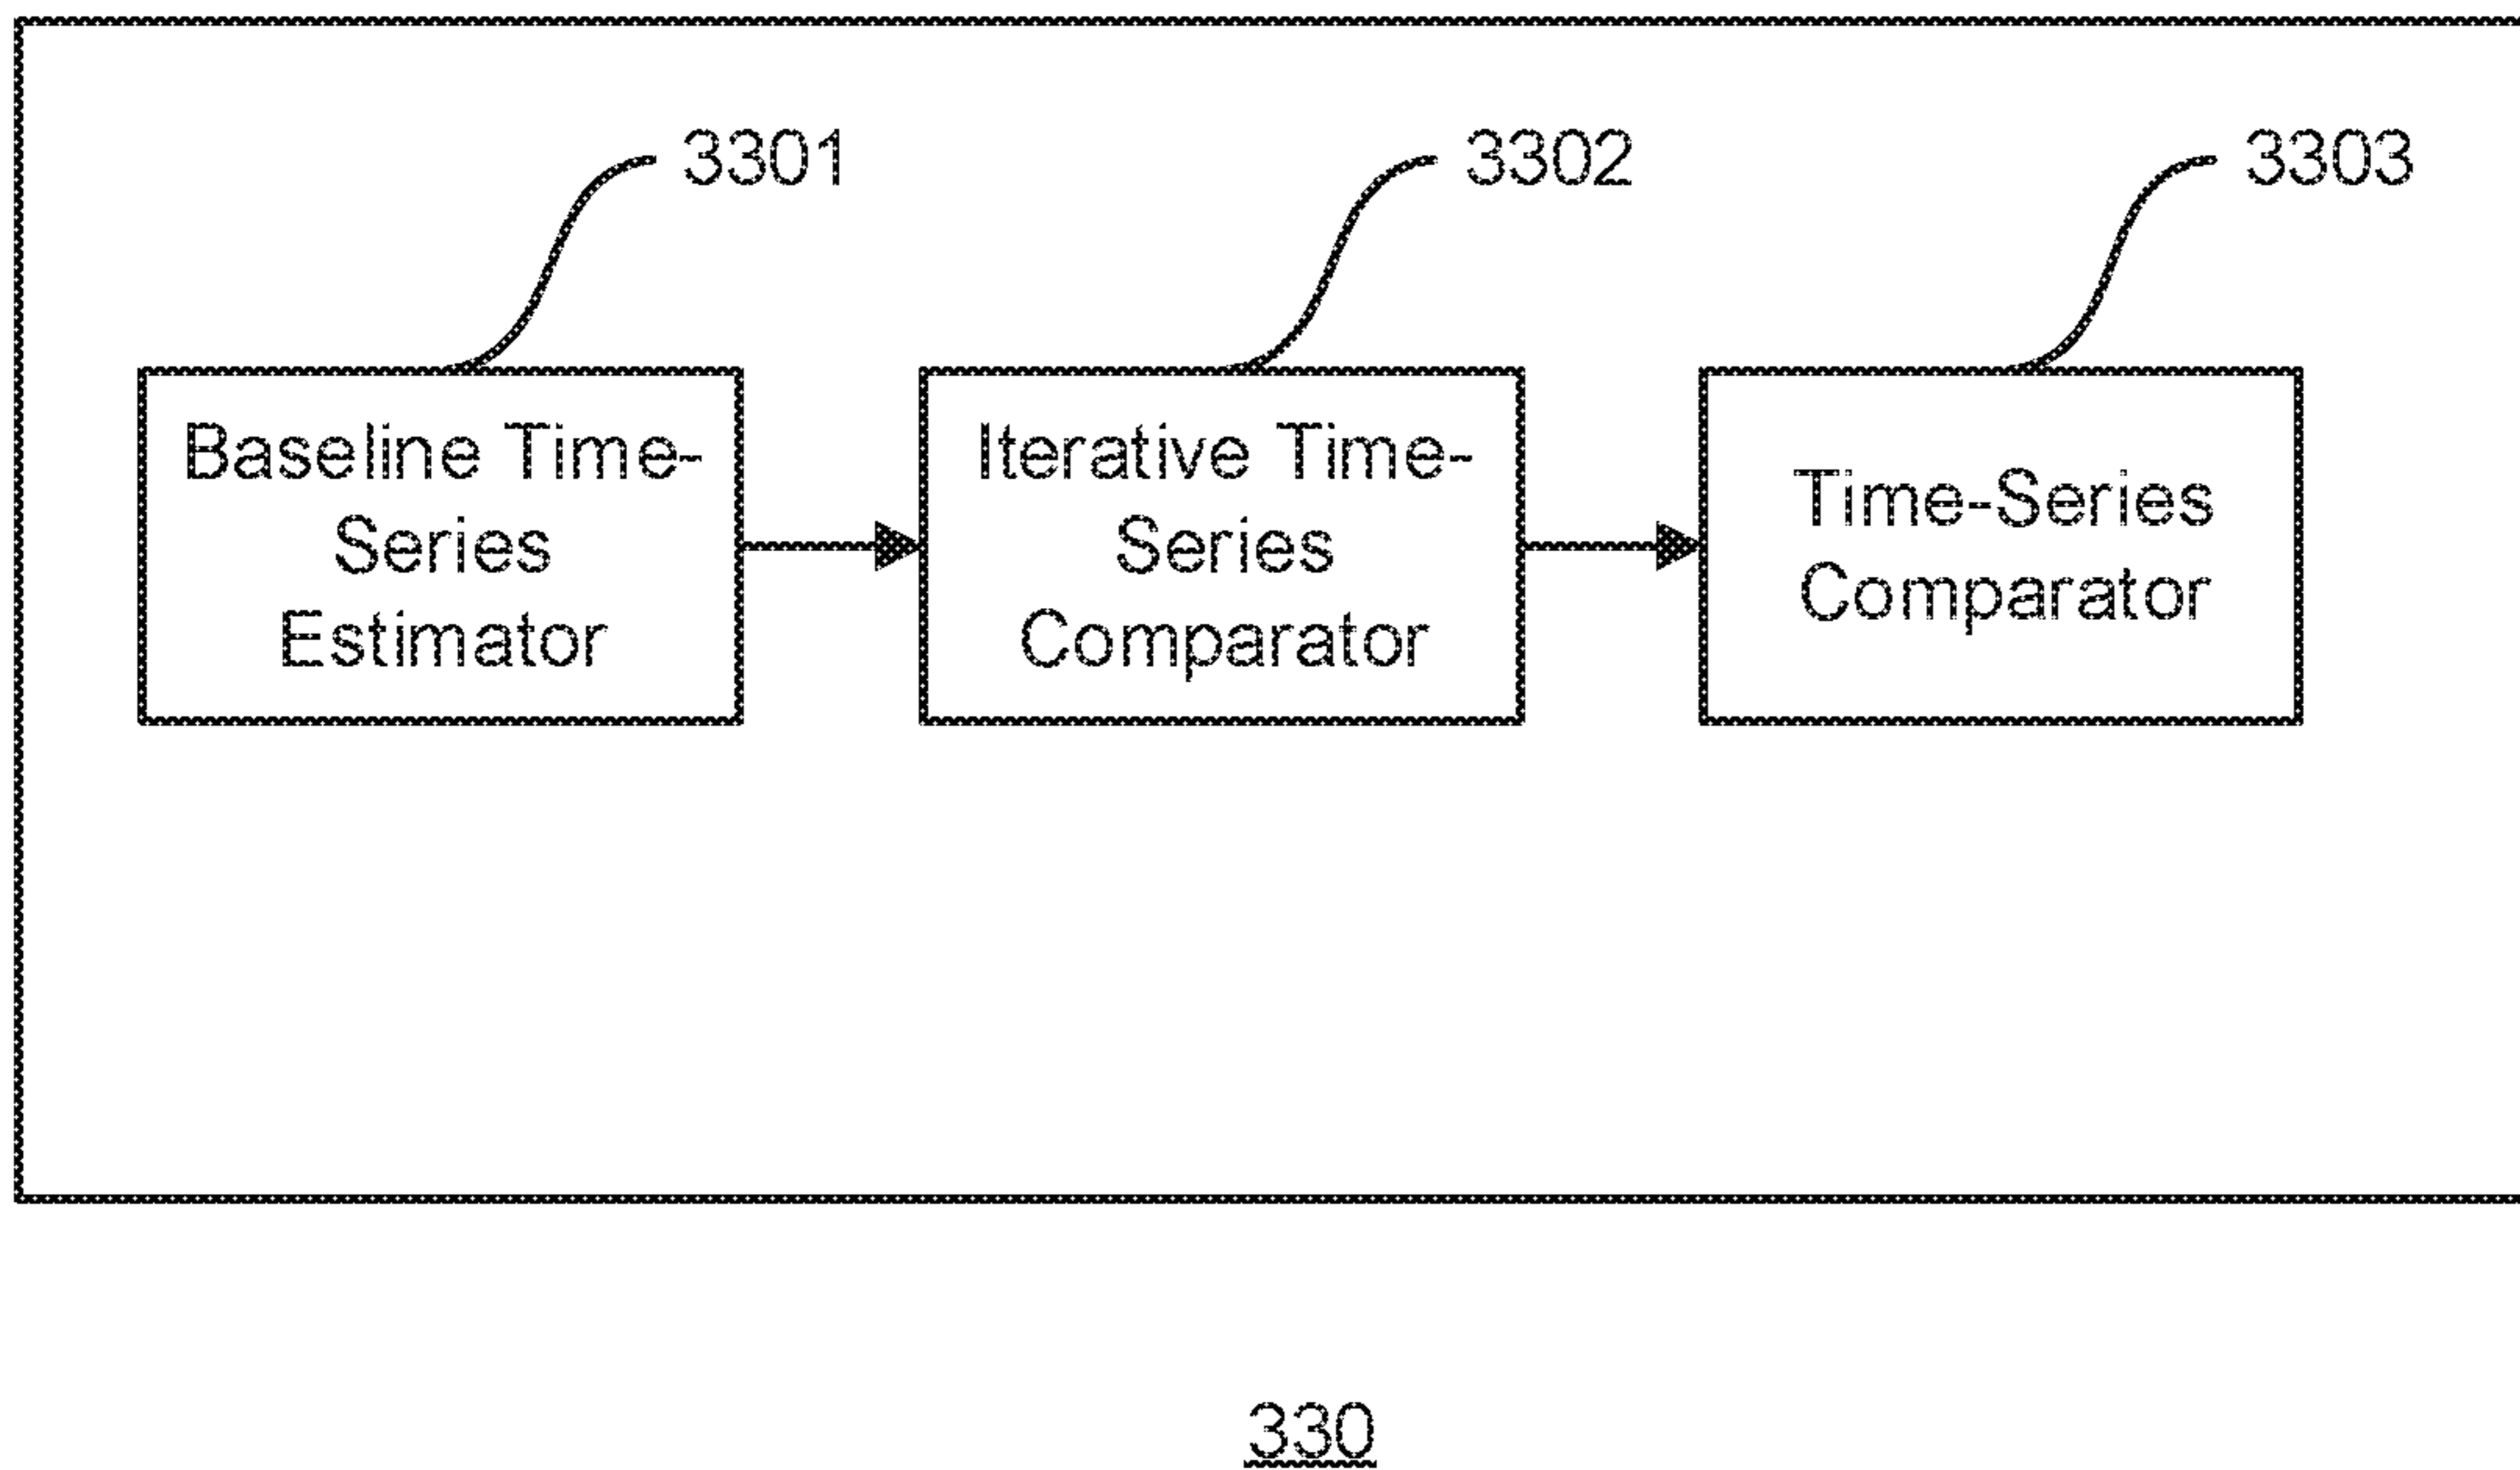 3301
3302
3303
Baseline Time-
Series
Estimator
Iterative Time-
Series
Comparator
Time-Series
Comparator
330